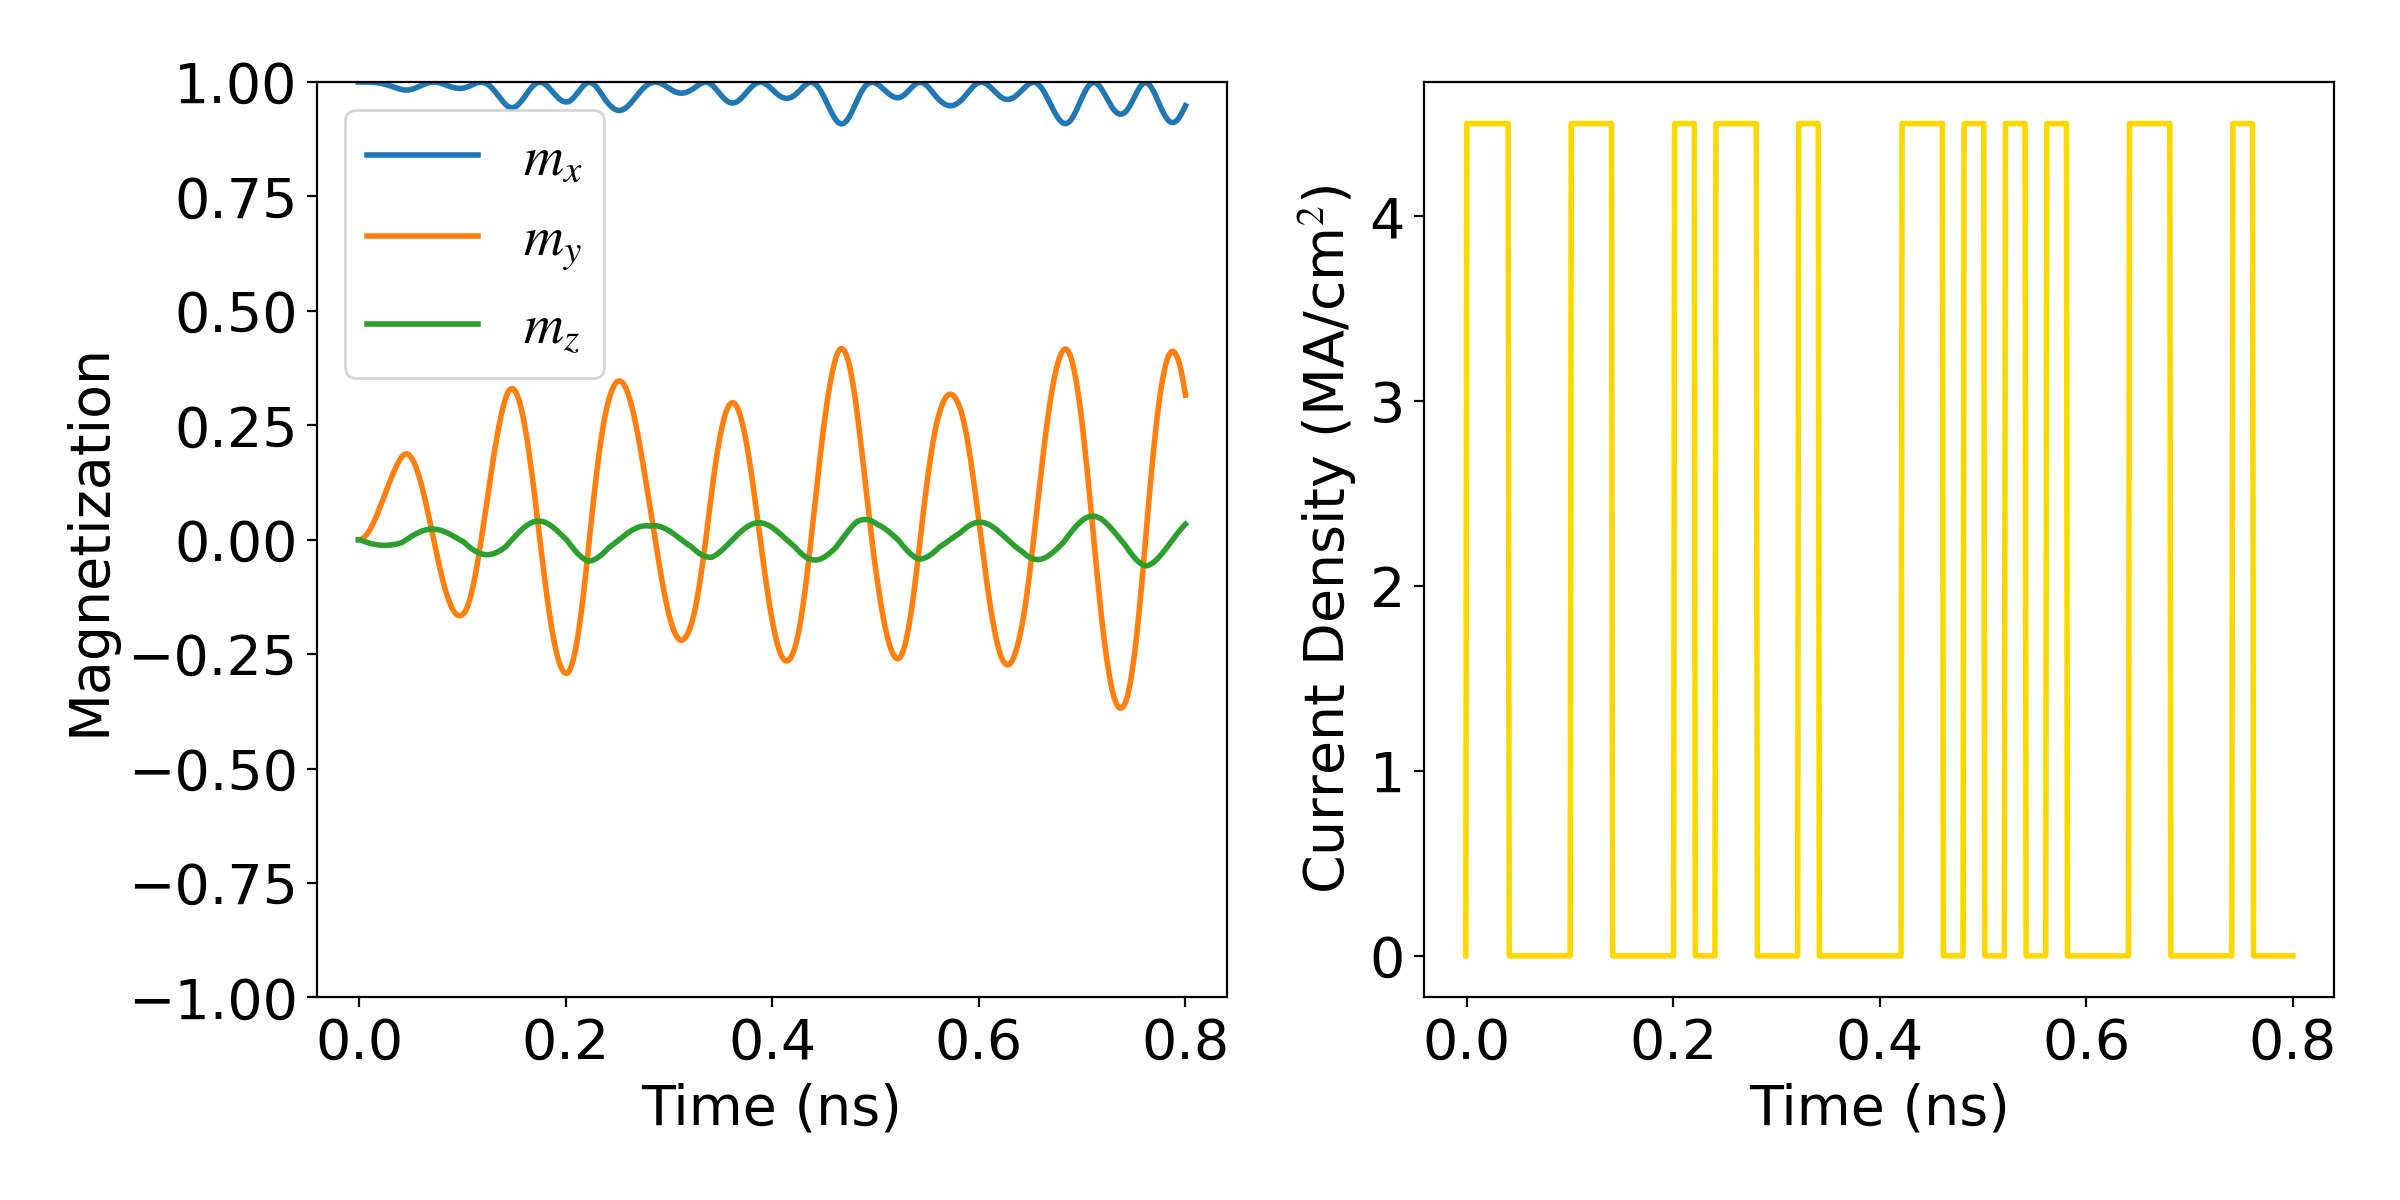 Magnetization
1.00
0.75
0.50
0.25
0.00
−0.25
−0.50
−0.75
−1.00
m_x
m_y
m_z
0.0 0.2 0.4 0.6 0.8
Time (ns)
Current Density (MA/cm²)
4
3
2
1
0
0.0 0.2 0.4 0.6 0.8
Time (ns)